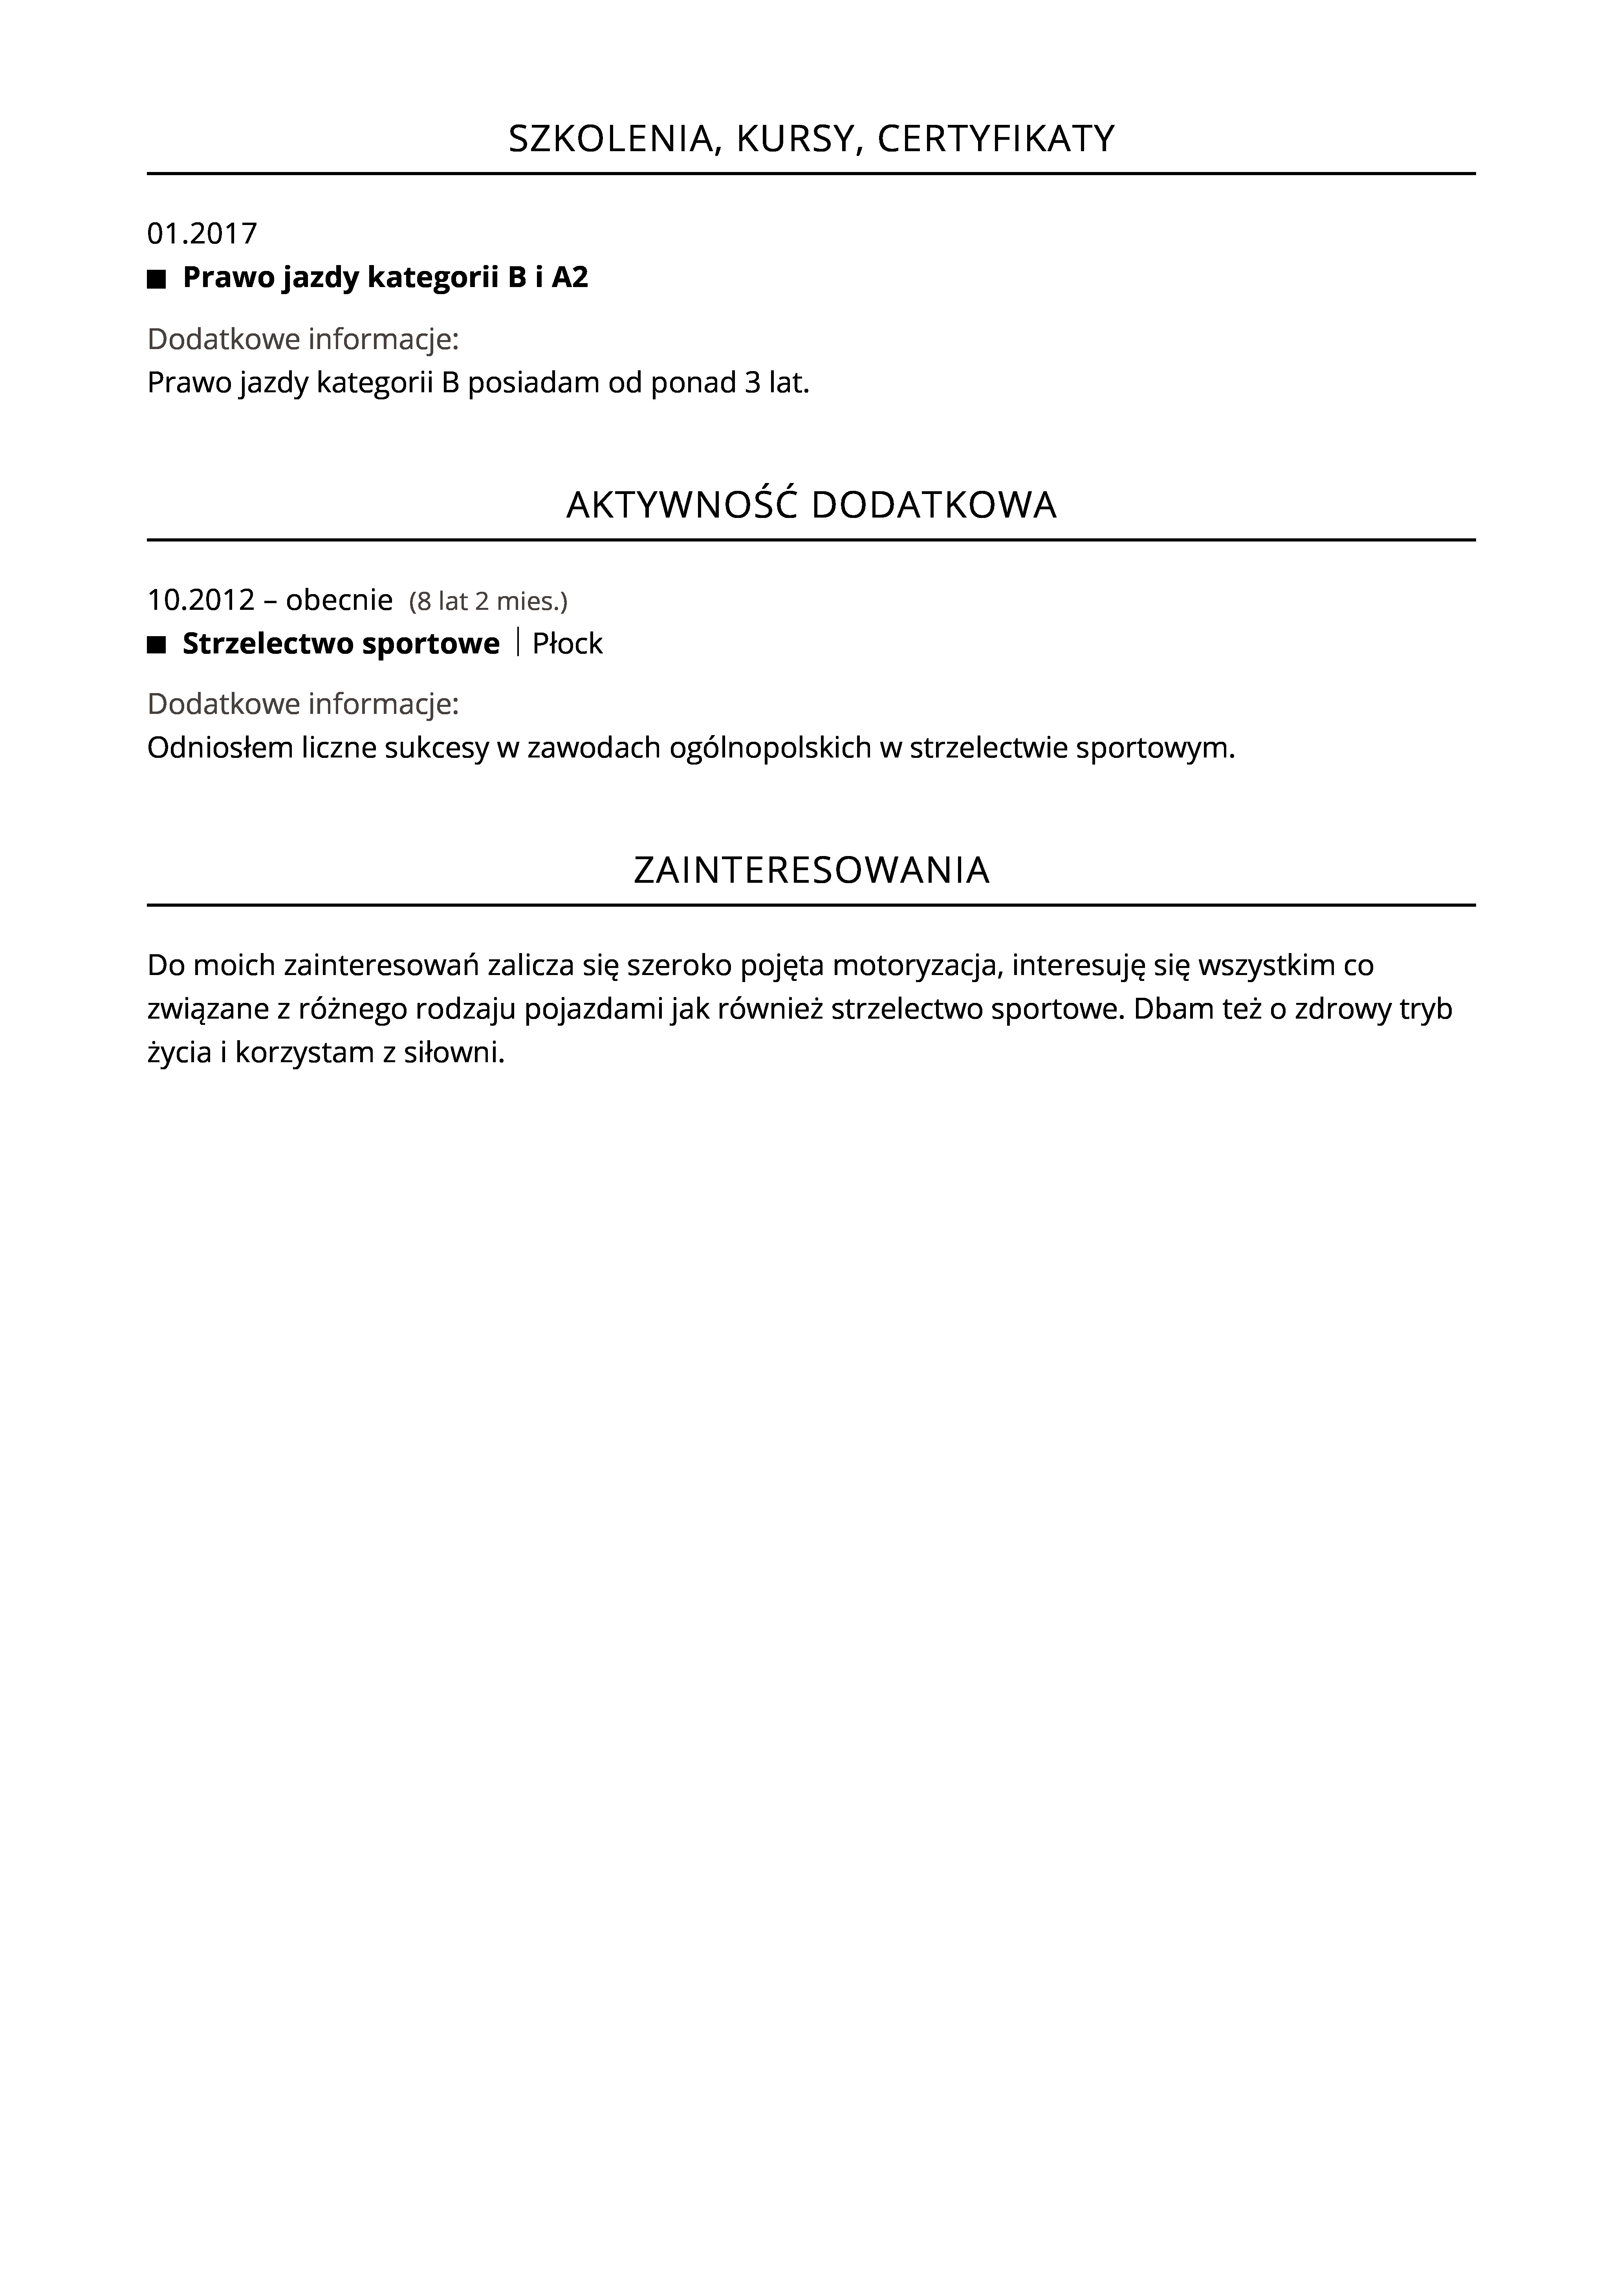 SZKOLENIA, KURSY, CERTYFIKATY
01.2017
■ Prawo jazdy kategorii B i A2
Dodatkowe informacje:
Prawo jazdy kategorii B posiadam od ponad 3 lat.
AKTYWNOŚĆ DODATKOWA
10.2012 – obecnie (8 lat 2 mies.)
■ Strzelectwo sportowe | Płock
Dodatkowe informacje:
Odniosłem liczne sukcesy w zawodach ogólnopolskich w strzelectwie sportowym.
ZAINTERESOWANIA
Do moich zainteresowań zalicza się szeroko pojęta motoryzacja, interesuję się wszystkim co
związane z różnego rodzaju pojazdami jak również strzelectwo sportowe. Dbam też o zdrowy tryb
życia i korzystam z siłowni.